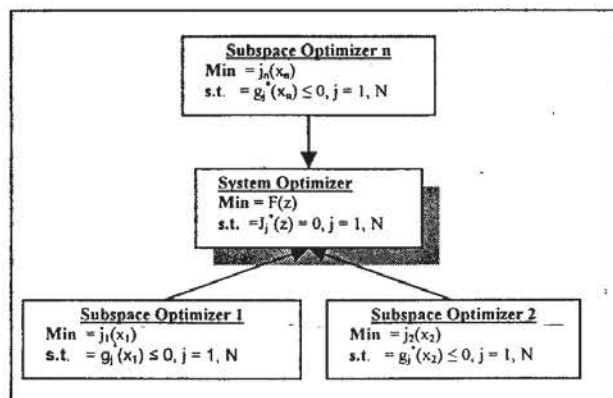 Subspace Optimizer n
Min = jₙ(xₙ)
s.t. = gⱼ*(xₙ) ≤ 0, j = 1, N
System Optimizer
Min = F(z)
s.t. =Jⱼ*(z) = 0, j = 1, N
Subspace Optimizer 1
Min = j₁(x₁)
s.t. = gⱼ*(x₁) ≤ 0, j = 1, N
Subspace Optimizer 2
Min = j₂(x₂)
s.t. = gⱼ*(x₂) ≤ 0, j = 1, N